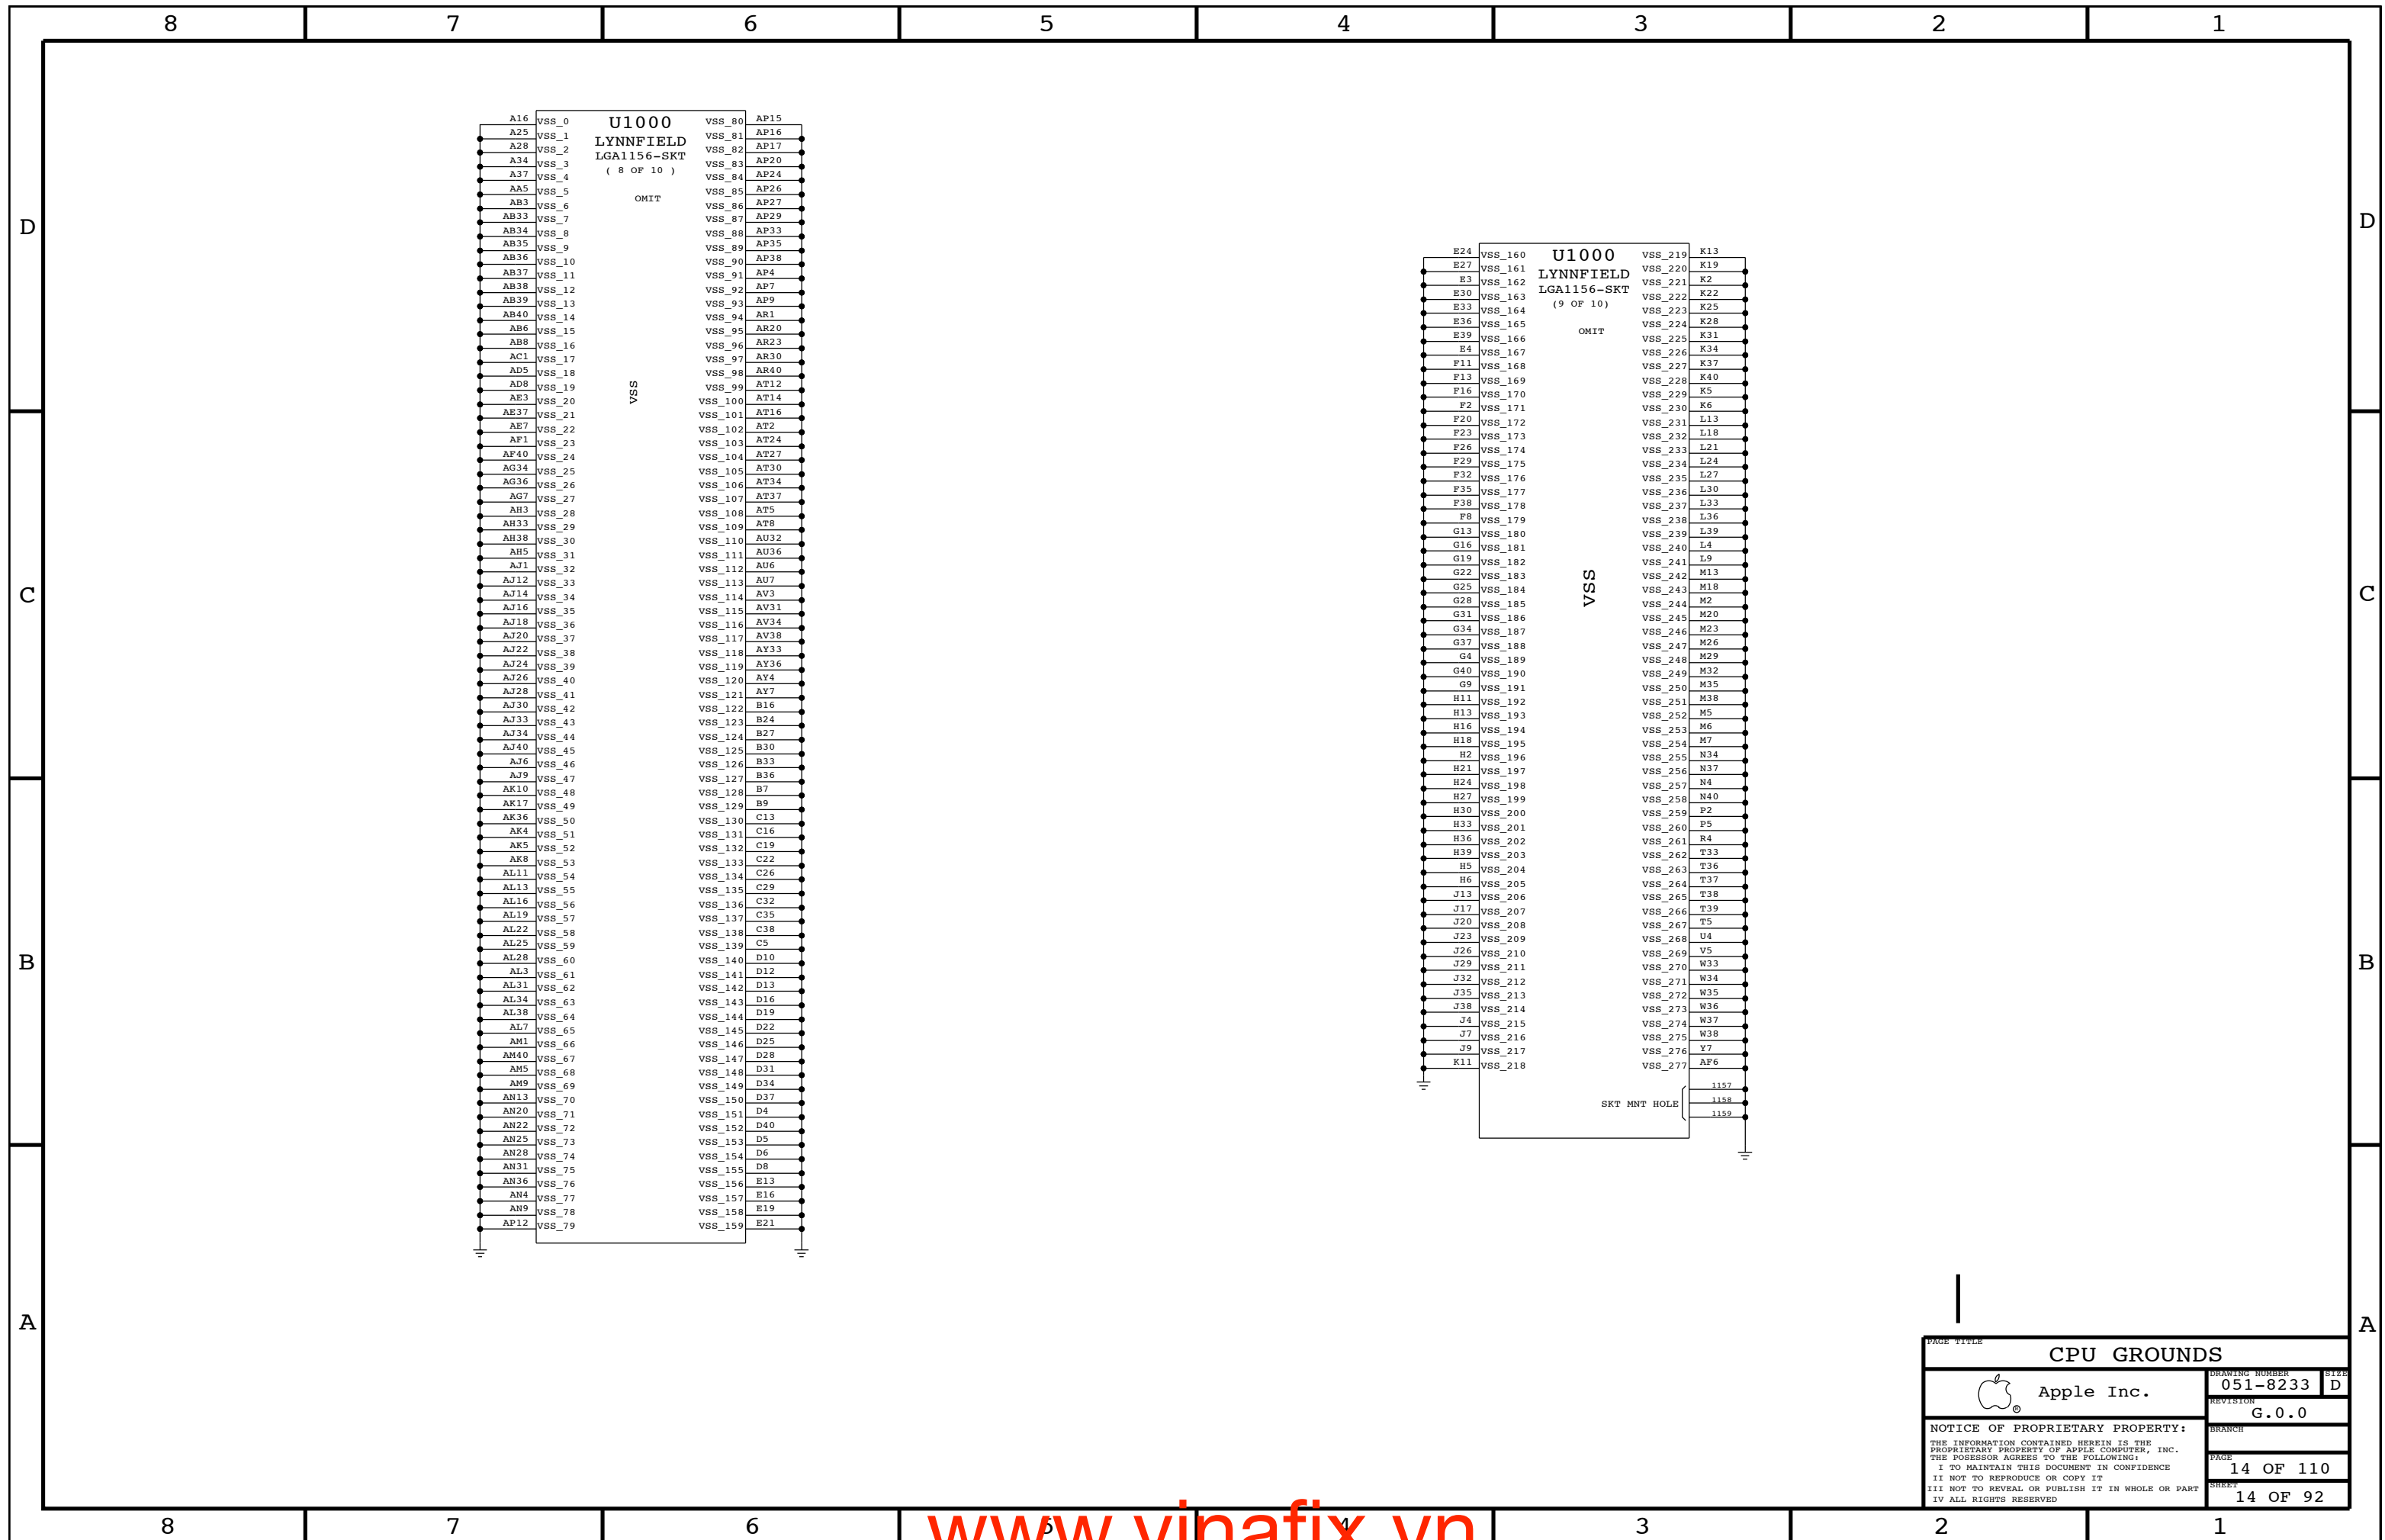 8 7 6 5 4 3 2 1
D
C
B
A
U1000
LYNNFIELD
LGA1156-SKT
( 8 OF 10 )
OMIT
VSS
A16 VSS_0 VSS_80 AP15
A25 VSS_1 VSS_81 AP16
A28 VSS_2 VSS_82 AP17
A34 VSS_3 VSS_83 AP20
A37 VSS_4 VSS_84 AP24
AA5 VSS_5 VSS_85 AP26
AB3 VSS_6 VSS_86 AP27
AB33 VSS_7 VSS_87 AP29
AB34 VSS_8 VSS_88 AP33
AB35 VSS_9 VSS_89 AP35
AB36 VSS_10 VSS_90 AP38
AB37 VSS_11 VSS_91 AP4
AB38 VSS_12 VSS_92 AP7
AB39 VSS_13 VSS_93 AP9
AB40 VSS_14 VSS_94 AR1
AB6 VSS_15 VSS_95 AR20
AB8 VSS_16 VSS_96 AR23
AC1 VSS_17 VSS_97 AR30
AD5 VSS_18 VSS_98 AR40
AD8 VSS_19 VSS_99 AT12
AE3 VSS_20 VSS_100 AT14
AE37 VSS_21 VSS_101 AT16
AE7 VSS_22 VSS_102 AT2
AF1 VSS_23 VSS_103 AT24
AF40 VSS_24 VSS_104 AT27
AG34 VSS_25 VSS_105 AT30
AG36 VSS_26 VSS_106 AT34
AG7 VSS_27 VSS_107 AT37
AH3 VSS_28 VSS_108 AT5
AH33 VSS_29 VSS_109 AT8
AH38 VSS_30 VSS_110 AU32
AH5 VSS_31 VSS_111 AU36
AJ1 VSS_32 VSS_112 AU6
AJ12 VSS_33 VSS_113 AU7
AJ14 VSS_34 VSS_114 AV3
AJ16 VSS_35 VSS_115 AV31
AJ18 VSS_36 VSS_116 AV34
AJ20 VSS_37 VSS_117 AV38
AJ22 VSS_38 VSS_118 AY33
AJ24 VSS_39 VSS_119 AY36
AJ26 VSS_40 VSS_120 AY4
AJ28 VSS_41 VSS_121 AY7
AJ30 VSS_42 VSS_122 B16
AJ33 VSS_43 VSS_123 B24
AJ34 VSS_44 VSS_124 B27
AJ40 VSS_45 VSS_125 B30
AJ6 VSS_46 VSS_126 B33
AJ9 VSS_47 VSS_127 B36
AK10 VSS_48 VSS_128 B7
AK17 VSS_49 VSS_129 B9
AK36 VSS_50 VSS_130 C13
AK4 VSS_51 VSS_131 C16
AK5 VSS_52 VSS_132 C19
AK8 VSS_53 VSS_133 C22
AL11 VSS_54 VSS_134 C26
AL13 VSS_55 VSS_135 C29
AL16 VSS_56 VSS_136 C32
AL19 VSS_57 VSS_137 C35
AL22 VSS_58 VSS_138 C38
AL25 VSS_59 VSS_139 C5
AL28 VSS_60 VSS_140 D10
AL3 VSS_61 VSS_141 D12
AL31 VSS_62 VSS_142 D13
AL34 VSS_63 VSS_143 D16
AL38 VSS_64 VSS_144 D19
AL7 VSS_65 VSS_145 D22
AM1 VSS_66 VSS_146 D25
AM40 VSS_67 VSS_147 D28
AM5 VSS_68 VSS_148 D31
AM9 VSS_69 VSS_149 D34
AN13 VSS_70 VSS_150 D37
AN20 VSS_71 VSS_151 D4
AN22 VSS_72 VSS_152 D40
AN25 VSS_73 VSS_153 D5
AN28 VSS_74 VSS_154 D6
AN31 VSS_75 VSS_155 D8
AN36 VSS_76 VSS_156 E13
AN4 VSS_77 VSS_157 E16
AN9 VSS_78 VSS_158 E19
AP12 VSS_79 VSS_159 E21
U1000
LYNNFIELD
LGA1156-SKT
(9 OF 10)
OMIT
VSS
E24 VSS_160 VSS_219 K13
E27 VSS_161 VSS_220 K19
E3 VSS_162 VSS_221 K2
E30 VSS_163 VSS_222 K22
E33 VSS_164 VSS_223 K25
E36 VSS_165 VSS_224 K28
E39 VSS_166 VSS_225 K31
E4 VSS_167 VSS_226 K34
F11 VSS_168 VSS_227 K37
F13 VSS_169 VSS_228 K40
F16 VSS_170 VSS_229 K5
F2 VSS_171 VSS_230 K6
F20 VSS_172 VSS_231 L13
F23 VSS_173 VSS_232 L18
F26 VSS_174 VSS_233 L21
F29 VSS_175 VSS_234 L24
F32 VSS_176 VSS_235 L27
F35 VSS_177 VSS_236 L30
F38 VSS_178 VSS_237 L33
F8 VSS_179 VSS_238 L36
G13 VSS_180 VSS_239 L39
G16 VSS_181 VSS_240 L4
G19 VSS_182 VSS_241 L9
G22 VSS_183 VSS_242 M13
G25 VSS_184 VSS_243 M18
G28 VSS_185 VSS_244 M2
G31 VSS_186 VSS_245 M20
G34 VSS_187 VSS_246 M23
G37 VSS_188 VSS_247 M26
G4 VSS_189 VSS_248 M29
G40 VSS_190 VSS_249 M32
G9 VSS_191 VSS_250 M35
H11 VSS_192 VSS_251 M38
H13 VSS_193 VSS_252 M5
H16 VSS_194 VSS_253 M6
H18 VSS_195 VSS_254 M7
H2 VSS_196 VSS_255 N34
H21 VSS_197 VSS_256 N37
H24 VSS_198 VSS_257 N4
H27 VSS_199 VSS_258 N40
H30 VSS_200 VSS_259 P2
H33 VSS_201 VSS_260 P5
H36 VSS_202 VSS_261 R4
H39 VSS_203 VSS_262 T33
H5 VSS_204 VSS_263 T36
H6 VSS_205 VSS_264 T37
J13 VSS_206 VSS_265 T38
J17 VSS_207 VSS_266 T39
J20 VSS_208 VSS_267 T5
J23 VSS_209 VSS_268 U4
J26 VSS_210 VSS_269 V5
J29 VSS_211 VSS_270 W33
J32 VSS_212 VSS_271 W34
J35 VSS_213 VSS_272 W35
J38 VSS_214 VSS_273 W36
J4 VSS_215 VSS_274 W37
J7 VSS_216 VSS_275 W38
J9 VSS_217 VSS_276 Y7
K11 VSS_218 VSS_277 AF6
1157
SKT MNT HOLE 1158
1159
D
C
B
A
PAGE TITLE
CPU GROUNDS
Apple Inc.
®
DRAWING NUMBER
051-8233
SIZE
D
REVISION
G.0.0
BRANCH
NOTICE OF PROPRIETARY PROPERTY:
THE INFORMATION CONTAINED HEREIN IS THE
PROPRIETARY PROPERTY OF APPLE COMPUTER, INC.
THE POSESSOR AGREES TO THE FOLLOWING:
I TO MAINTAIN THIS DOCUMENT IN CONFIDENCE
II NOT TO REPRODUCE OR COPY IT
III NOT TO REVEAL OR PUBLISH IT IN WHOLE OR PART
IV ALL RIGHTS RESERVED
PAGE
14 OF 110
SHEET
14 OF 92
8 7 6 5 4 3 2 1
www.vinafix.vn